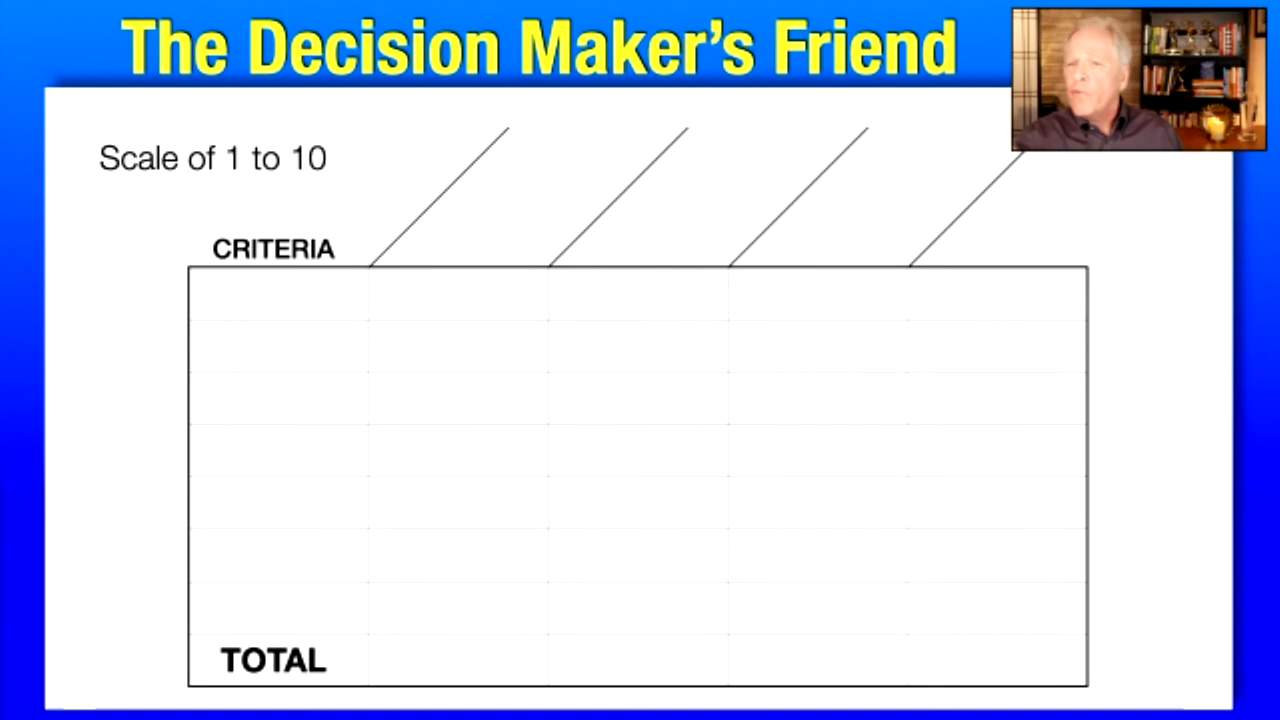 The Decision Maker’s Friend
Scale of 1 to 10
CRITERIA
TOTAL